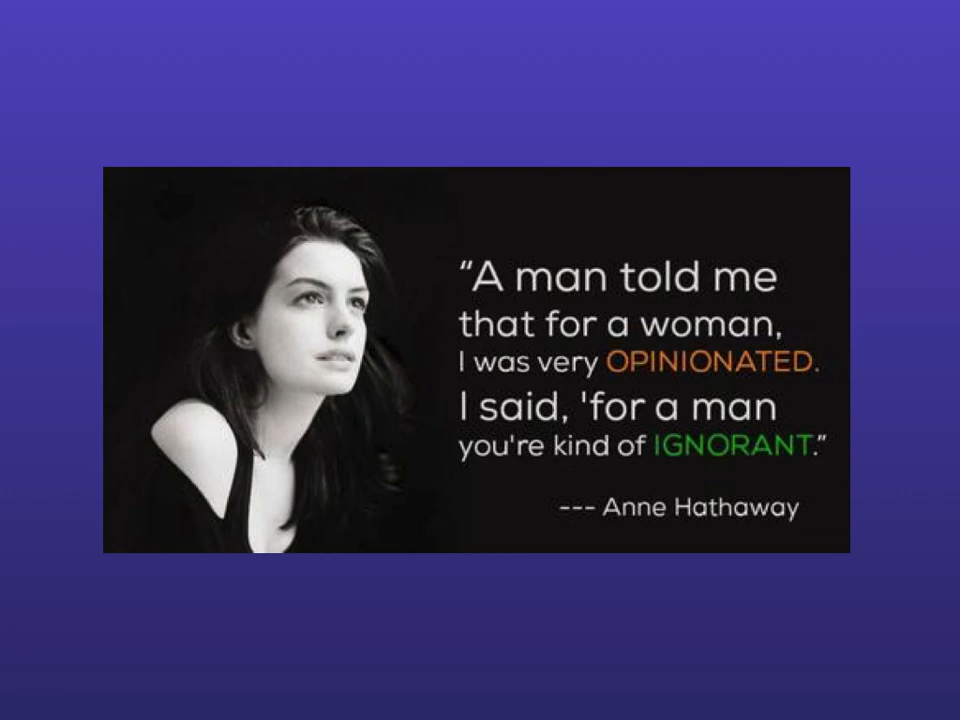 “A man told me
that for a woman,
I was very OPINIONATED.
I said, 'for a man
you're kind of IGNORANT.”
--- Anne Hathaway